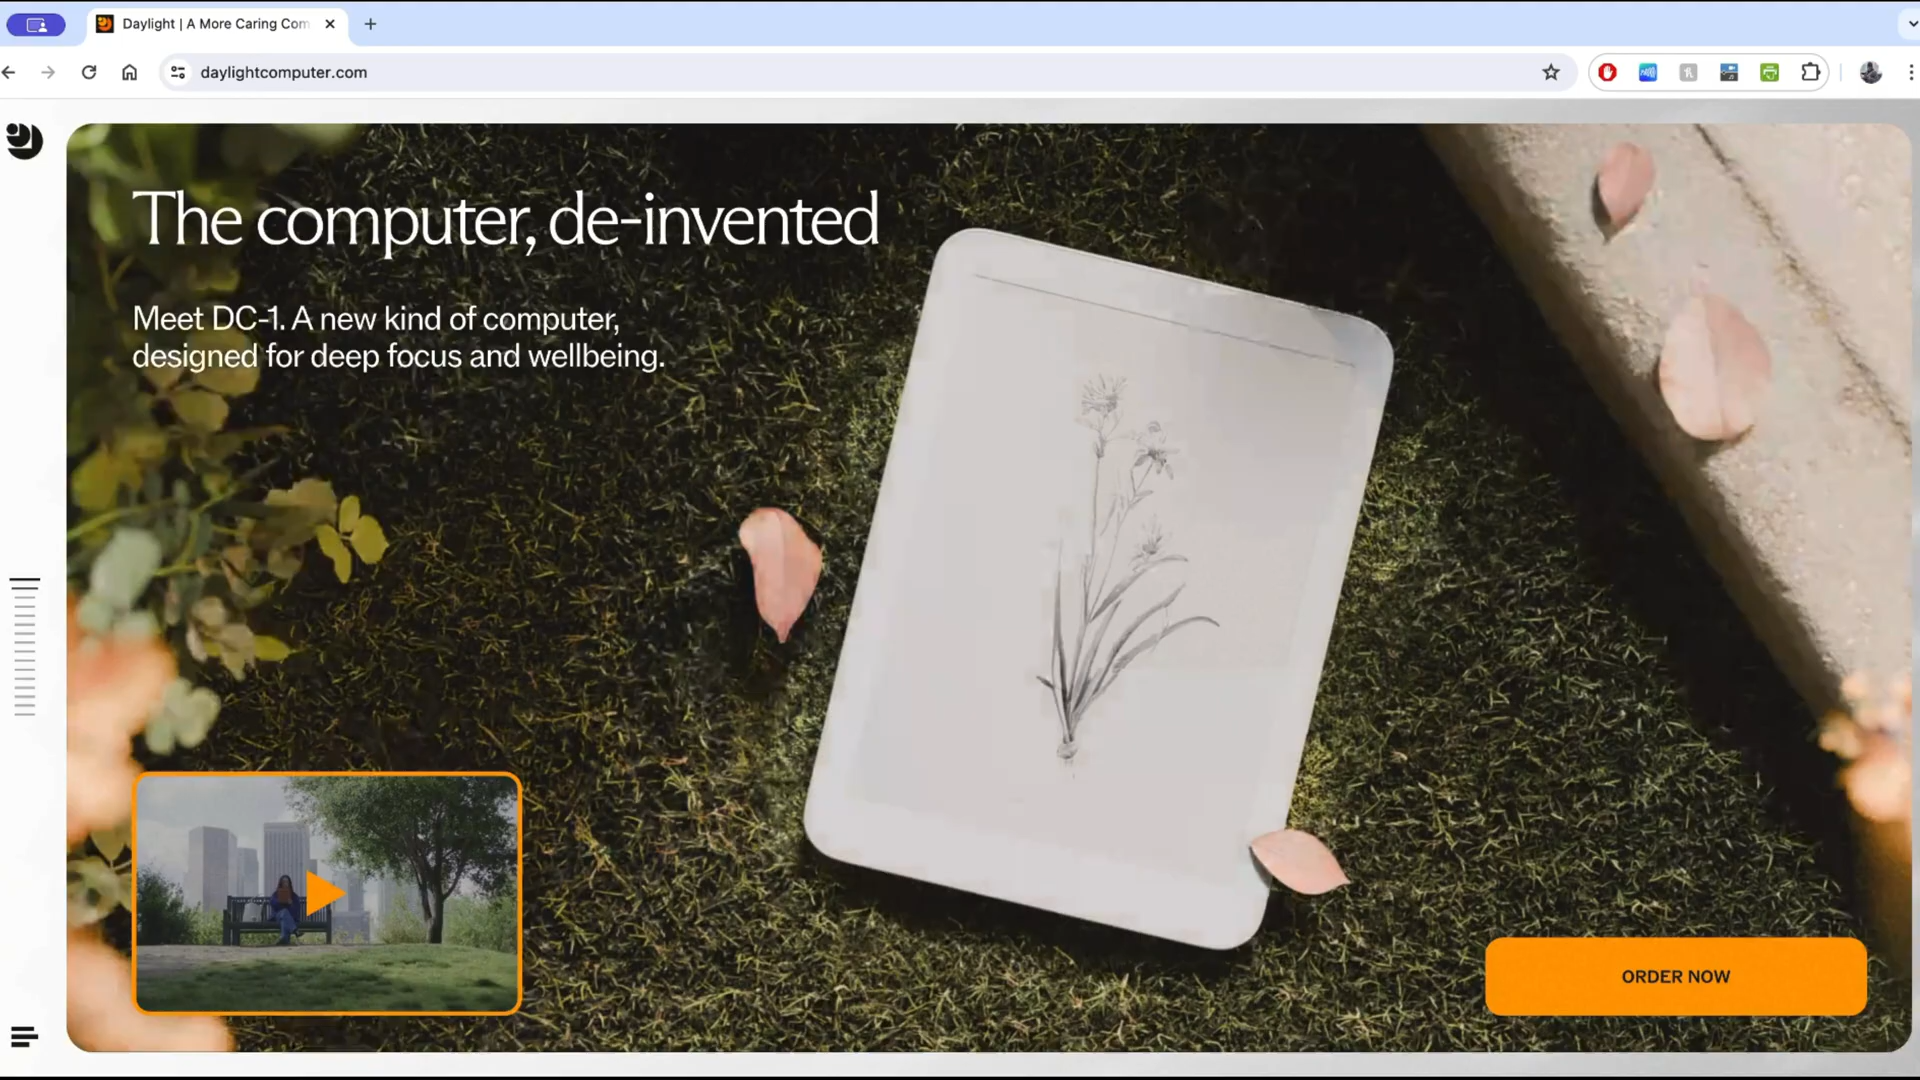 Daylight | A More Caring Com
daylightcomputer.com
The computer, de-invented
Meet DC-1. A new kind of computer,
designed for deep focus and wellbeing.
ORDER NOW